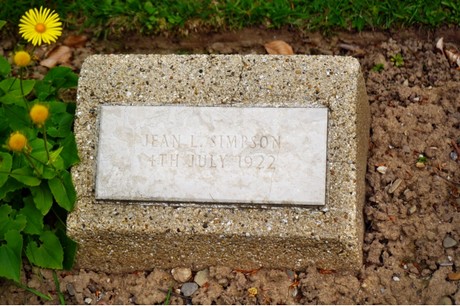 JEAN L. SIMPSON
4TH JULY 1922